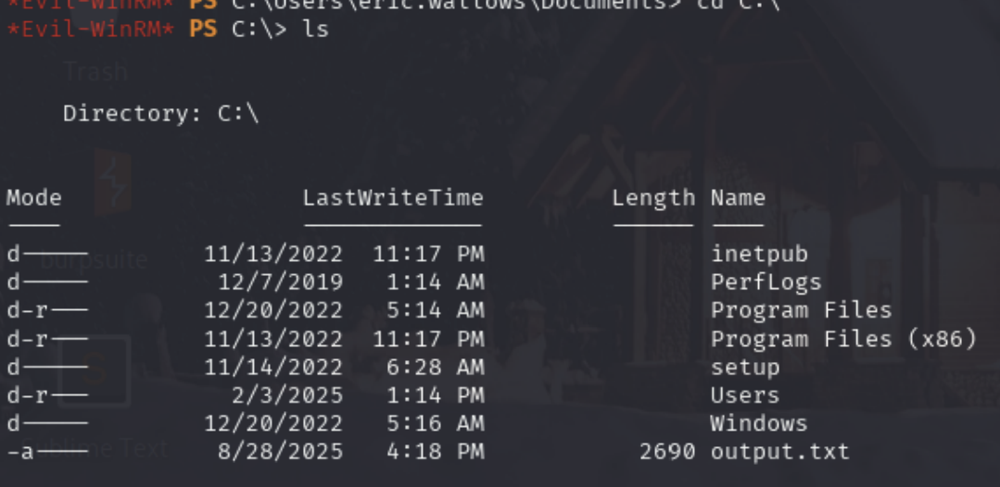 *Evil-WinRM* PS C:\Users\eric.wallows\Documents> cd C:\
*Evil-WinRM* PS C:\> ls
Trash
Directory: C:\
Mode LastWriteTime Length Name
d----- 11/13/2022 11:17 PM inetpub
burpsuite
d----- 12/7/2019 1:14 AM PerfLogs
d-r--- 12/20/2022 5:14 AM Program Files
d-r--- 11/13/2022 11:17 PM Program Files (x86)
d----- 11/14/2022 6:28 AM setup
d-r--- 2/3/2025 1:14 PM Users
d----- 12/20/2022 5:16 AM Windows
-a---- 8/28/2025 4:18 PM 2690 output.txt
Sublime Text